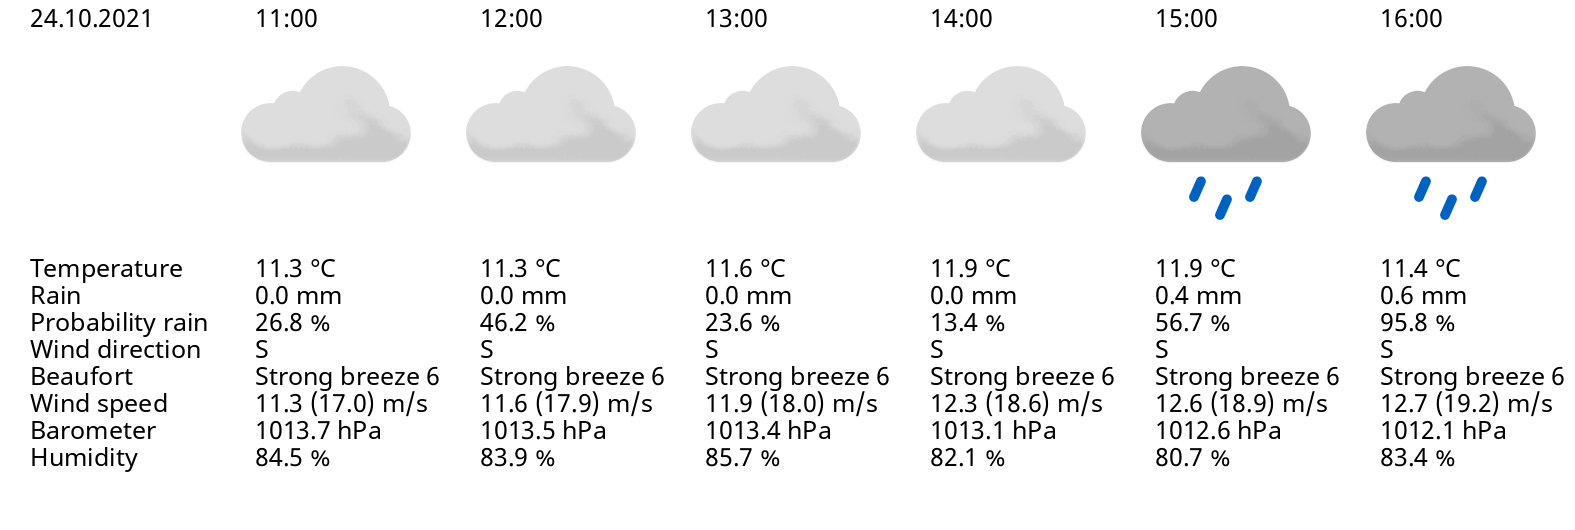 24.10.2021 11:00 12:00 13:00 14:00 15:00 16:00
Temperature 11.3 °C 11.3 °C 11.6 °C 11.9 °C 11.9 °C 11.4 °C
Rain 0.0 mm 0.0 mm 0.0 mm 0.0 mm 0.4 mm 0.6 mm
Probability rain 26.8 % 46.2 % 23.6 % 13.4 % 56.7 % 95.8 %
Wind direction S S S S S S
Beaufort Strong breeze 6 Strong breeze 6 Strong breeze 6 Strong breeze 6 Strong breeze 6 Strong breeze 6
Wind speed 11.3 (17.0) m/s 11.6 (17.9) m/s 11.9 (18.0) m/s 12.3 (18.6) m/s 12.6 (18.9) m/s 12.7 (19.2) m/s
Barometer 1013.7 hPa 1013.5 hPa 1013.4 hPa 1013.1 hPa 1012.6 hPa 1012.1 hPa
Humidity 84.5 % 83.9 % 85.7 % 82.1 % 80.7 % 83.4 %